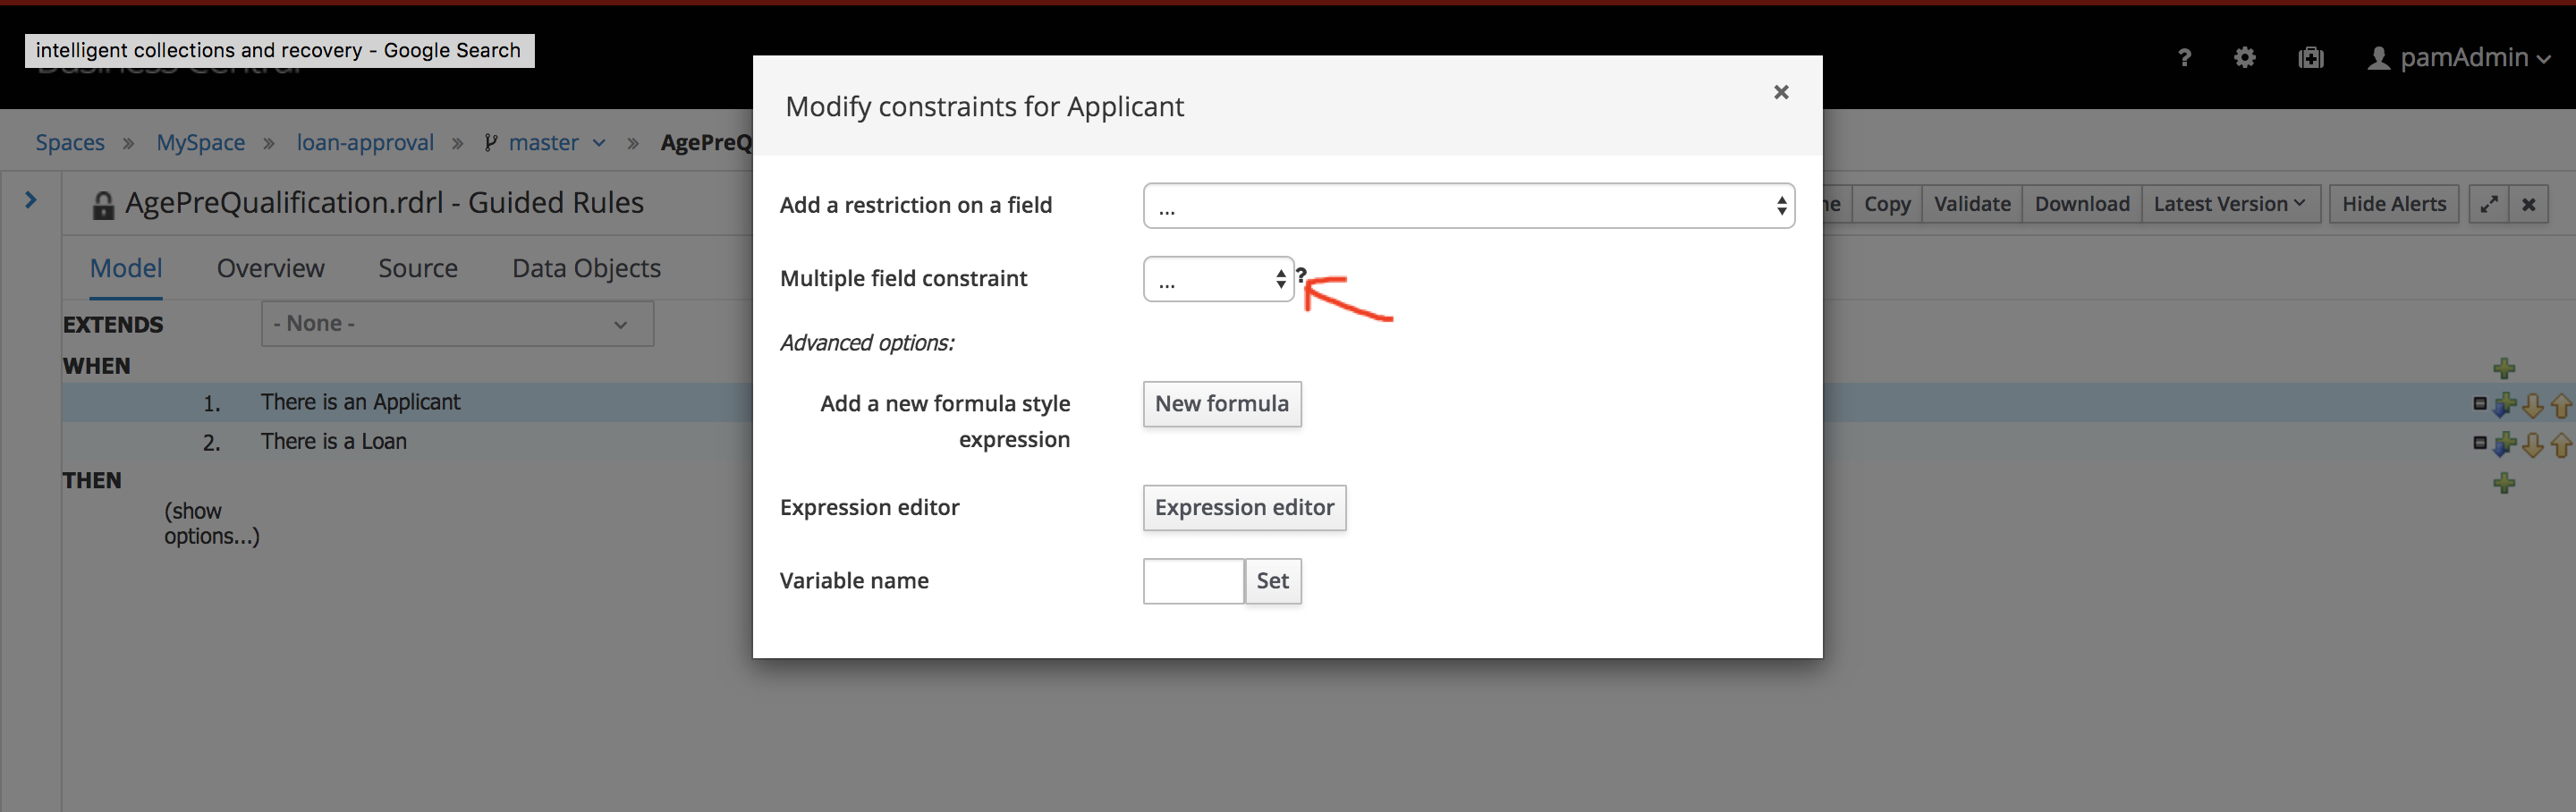 intelligent collections and recovery - Google Search
Business Central
? pamAdmin
Spaces » MySpace » loan-approval » master » AgePreQ
AgePreQualification.rdrl - Guided Rules
Copy Validate Download Latest Version Hide Alerts
Model Overview Source Data Objects
EXTENDS - None -
WHEN
1. There is an Applicant
2. There is a Loan
THEN
(show
options...)
Modify constraints for Applicant
Add a restriction on a field ...
Multiple field constraint ... ?
Advanced options:
Add a new formula style
expression
New formula
Expression editor Expression editor
Variable name Set